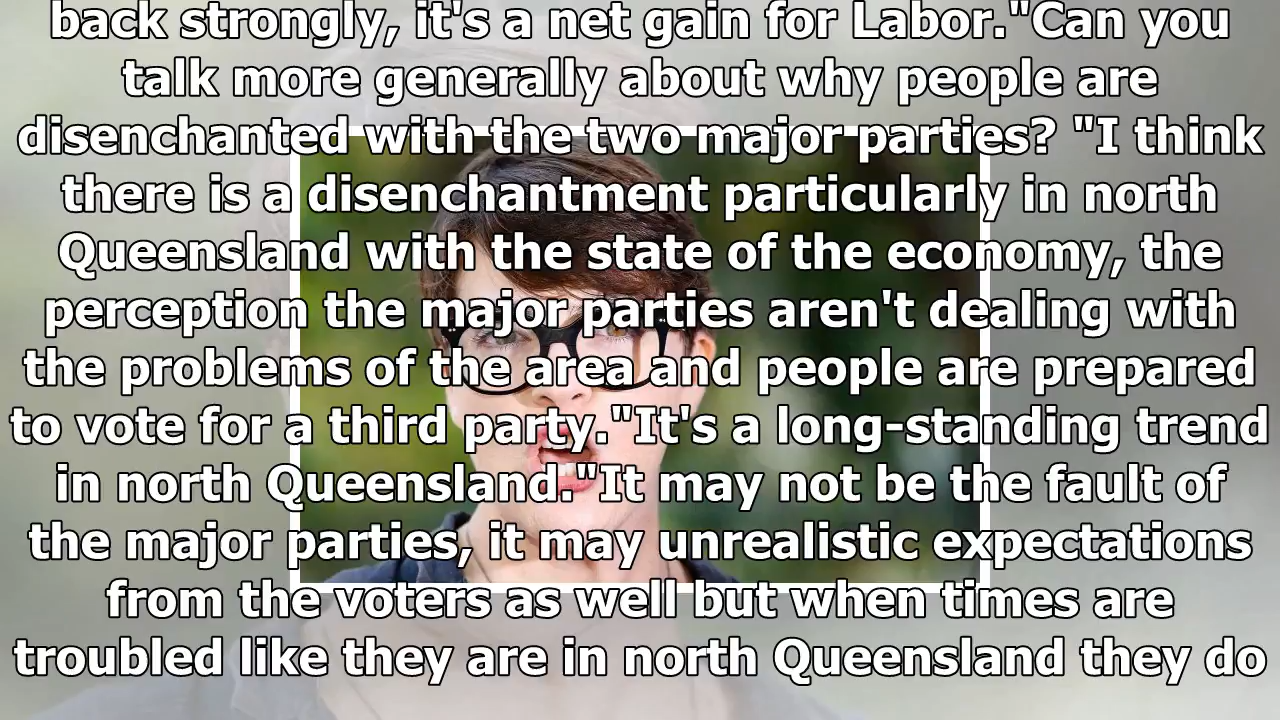 back strongly, it's a net gain for Labor."Can you
talk more generally about why people are
disenchanted with the two major parties? "I think
there is a disenchantment particularly in north
Queensland with the state of the economy, the
perception the major parties aren't dealing with
the problems of the area and people are prepared
to vote for a third party."It's a long-standing trend
in north Queensland."It may not be the fault of
the major parties, it may unrealistic expectations
from the voters as well but when times are
troubled like they are in north Queensland they do